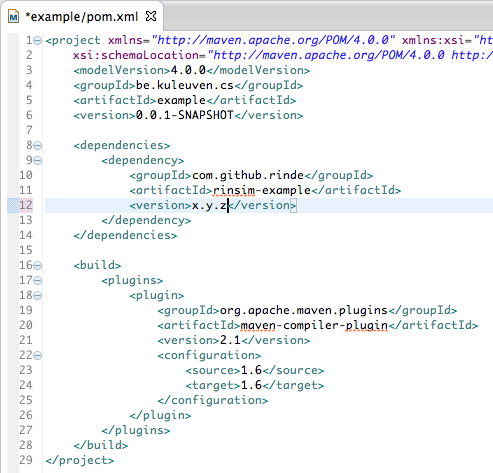 *example/pom.xml
1 <project xmlns="http://maven.apache.org/POM/4.0.0" xmlns:xsi="ht
2 xsi:schemaLocation="http://maven.apache.org/POM/4.0.0 http:/
3 <modelVersion>4.0.0</modelVersion>
4 <groupId>be.kuleuven.cs</groupId>
5 <artifactId>example</artifactId>
6 <version>0.0.1-SNAPSHOT</version>
7
8 <dependencies>
9 <dependency>
10 <groupId>com.github.rinde</groupId>
11 <artifactId>rinsim-example</artifactId>
12 <version>x.y.z</version>
13 </dependency>
14 </dependencies>
15
16 <build>
17 <plugins>
18 <plugin>
19 <groupId>org.apache.maven.plugins</groupId>
20 <artifactId>maven-compiler-plugin</artifactId>
21 <version>2.1</version>
22 <configuration>
23 <source>1.6</source>
24 <target>1.6</target>
25 </configuration>
26 </plugin>
27 </plugins>
28 </build>
29 </project>